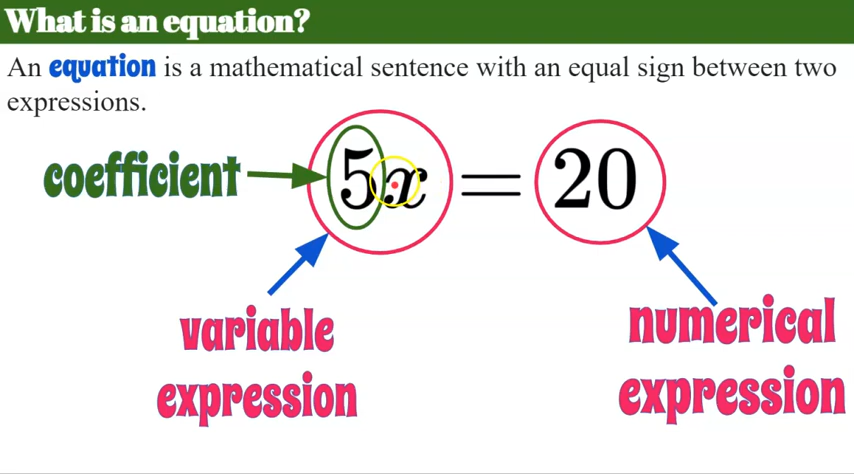 What is an equation?
An equation is a mathematical sentence with an equal sign between two
expressions.
coefficient
5x = 20
variable
expression
numerical
expression